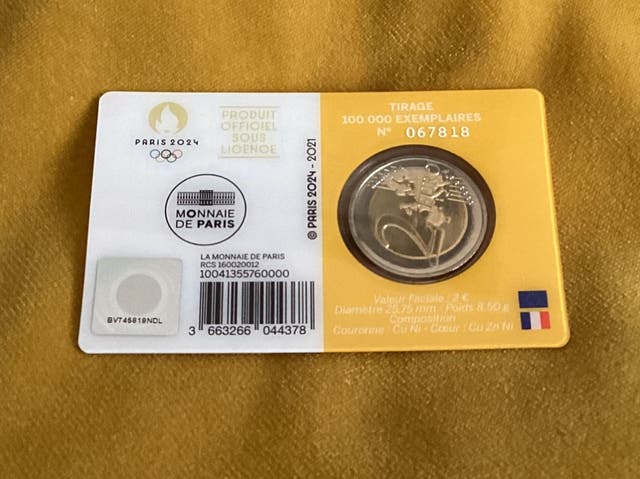 PARIS 2024
PRODUIT
OFFICIEL
SOUS
LICENCE
MONNAIE
DE PARIS
© PARIS 2024 - 2021
LA MONNAIE DE PARIS
RCS 160020012
10041355760000
3 663266 044378
BV745819NDL
TIRAGE
100 000 EXEMPLAIRES
N° 067818
2
Valeur Faciale : 2 €
Diamètre 25,75 mm - Poids 8,50 g
Composition
Couronne : Cu Ni - Cœur : Cu Zn Ni